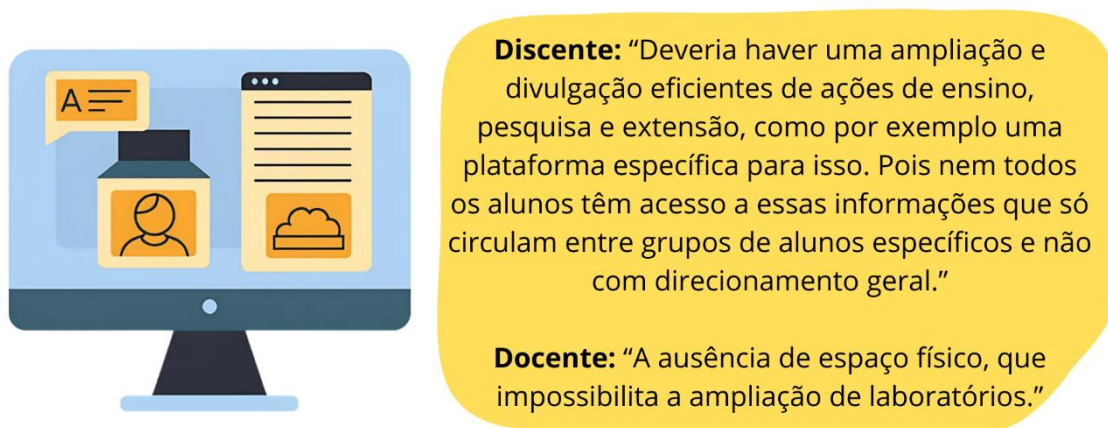 A
Discente: “Deveria haver uma ampliação e
divulgação eficientes de ações de ensino,
pesquisa e extensão, como por exemplo uma
plataforma específica para isso. Pois nem todos
os alunos têm acesso a essas informações que só
circulam entre grupos de alunos específicos e não
com direcionamento geral.”
Docente: “A ausência de espaço físico, que
impossibilita a ampliação de laboratórios.”